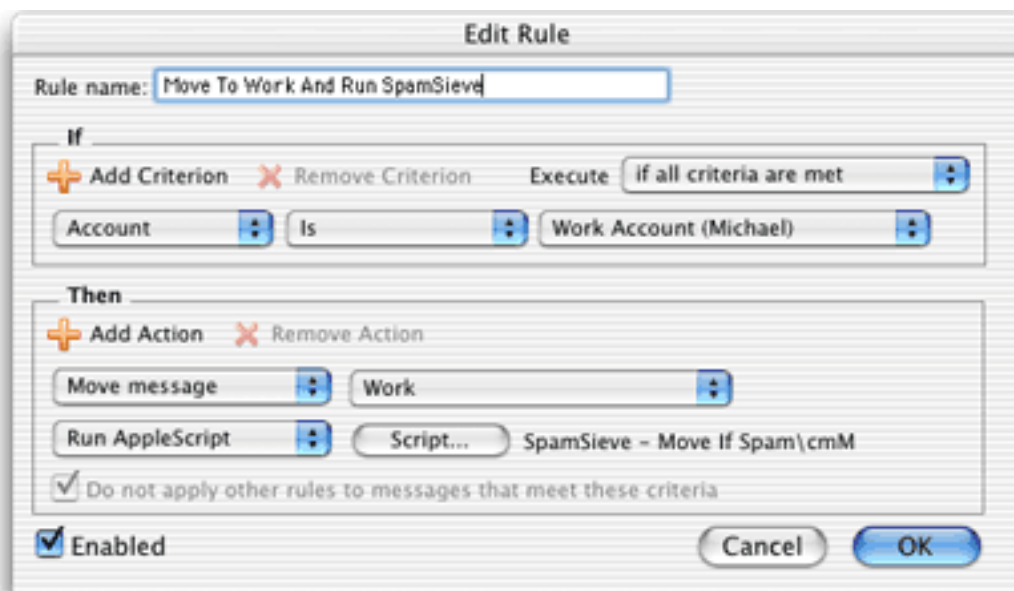 Edit Rule
Rule name: Move To Work And Run SpamSieve
If
Add Criterion Remove Criterion Execute if all criteria are met
Account Is Work Account (Michael)
Then
Add Action Remove Action
Move message Work
Run AppleScript Script... SpamSieve - Move If Spam\cmM
Do not apply other rules to messages that meet these criteria
Enabled Cancel OK